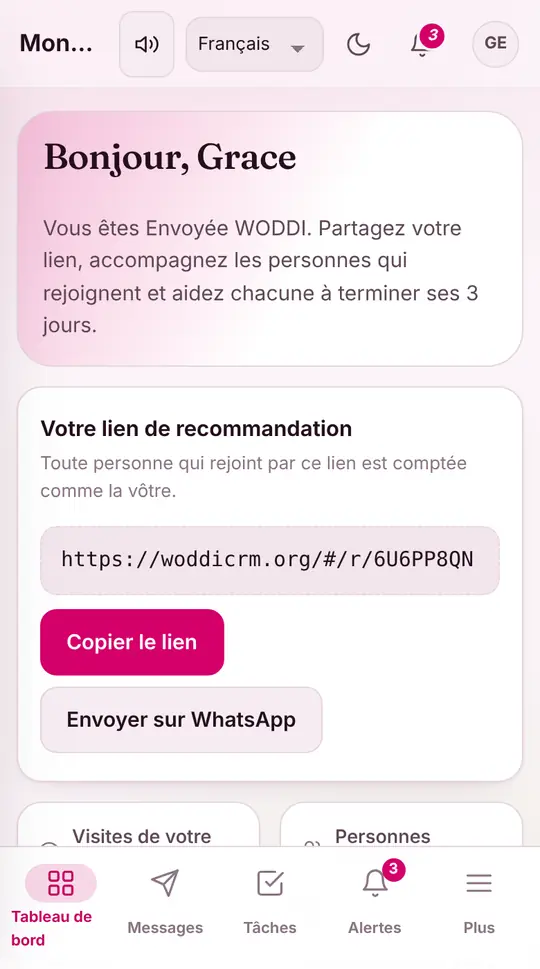 Mon...
Français
3
GE
Bonjour, Grace
Vous êtes Envoyée WODDI. Partagez votre
lien, accompagnez les personnes qui
rejoignent et aidez chacune à terminer ses 3
jours.
Votre lien de recommandation
Toute personne qui rejoint par ce lien est comptée
comme la vôtre.
https://woddicrm.org/#/r/6U6PP8QN
Copier le lien
Envoyer sur WhatsApp
Visites de votre
Personnes
3
Tableau de
bord
Messages
Tâches
Alertes
Plus